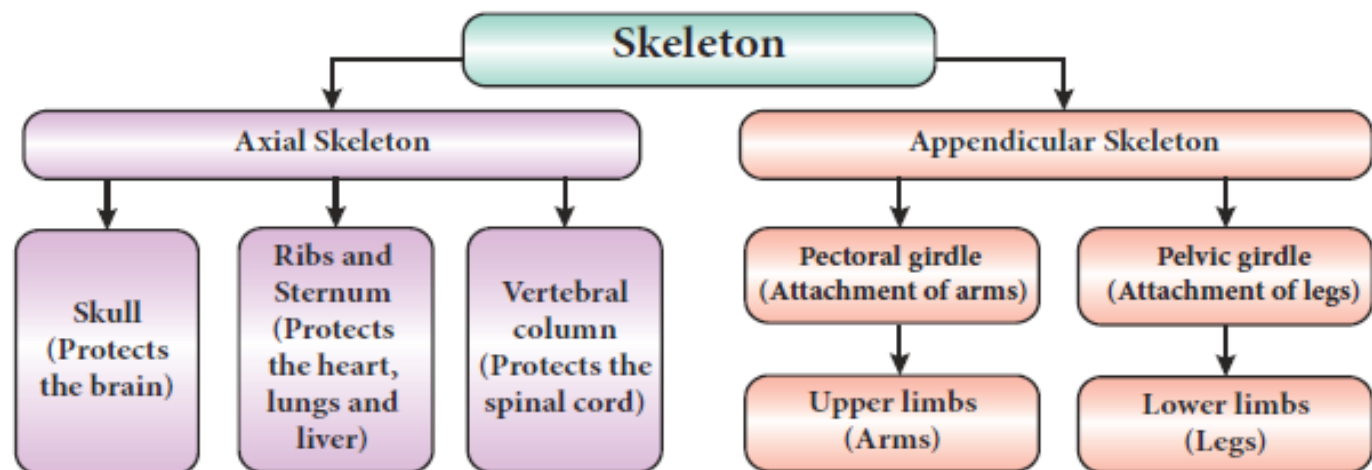 Skeleton
Axial Skeleton
Appendicular Skeleton
Skull
(Protects
the brain)
Ribs and
Sternum
(Protects
the heart,
lungs and
liver)
Vertebral
column
(Protects the
spinal cord)
Pectoral girdle
(Attachment of arms)
Pelvic girdle
(Attachment of legs)
Upper limbs
(Arms)
Lower limbs
(Legs)